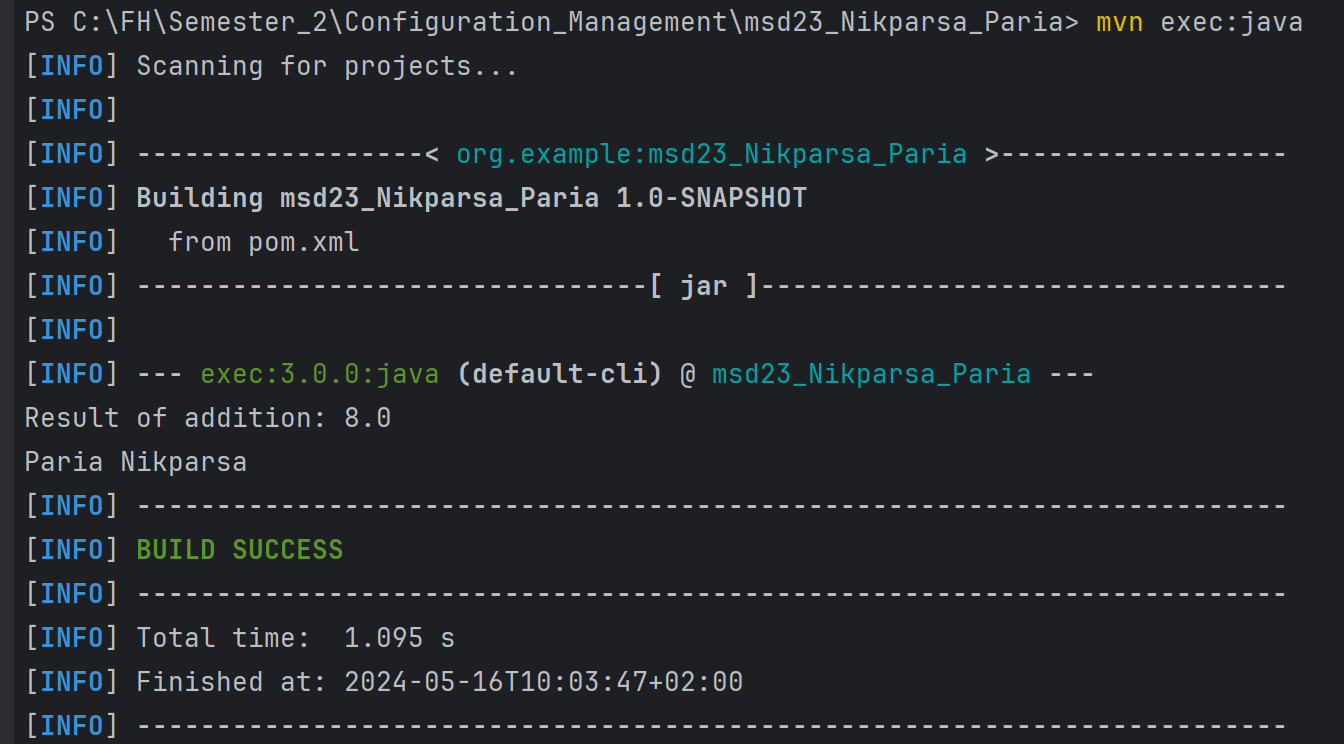 PS C:\FH\Semester_2\Configuration_Management\msd23_Nikparsa_Paria> mvn exec:java
[INFO] Scanning for projects...
[INFO]
[INFO] ------------------< org.example:msd23_Nikparsa_Paria >------------------
[INFO] Building msd23_Nikparsa_Paria 1.0-SNAPSHOT
[INFO]   from pom.xml
[INFO] --------------------------------[ jar ]---------------------------------
[INFO]
[INFO] --- exec:3.0.0:java (default-cli) @ msd23_Nikparsa_Paria ---
Result of addition: 8.0
Paria Nikparsa
[INFO] ------------------------------------------------------------------------
[INFO] BUILD SUCCESS
[INFO] ------------------------------------------------------------------------
[INFO] Total time:  1.095 s
[INFO] Finished at: 2024-05-16T10:03:47+02:00
[INFO] ------------------------------------------------------------------------